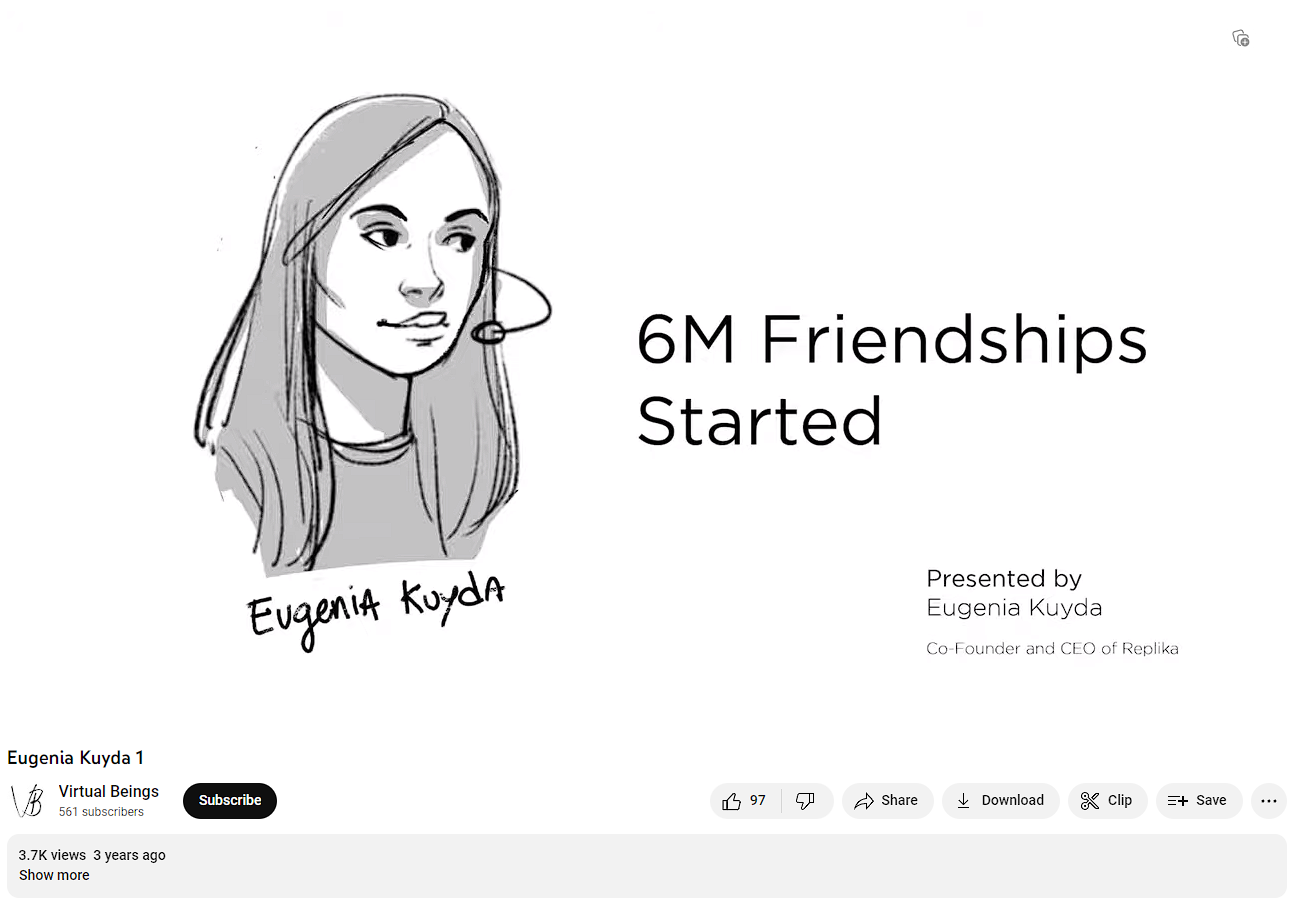 6M Friendships
Started
Presented by
Eugenia Kuyda
Co-Founder and CEO of Replika
EugeniA KuydA
Eugenia Kuyda 1
VB
Virtual Beings
561 subscribers
Subscribe
97
Share
Download
Clip
Save
3.7K views 3 years ago
Show more